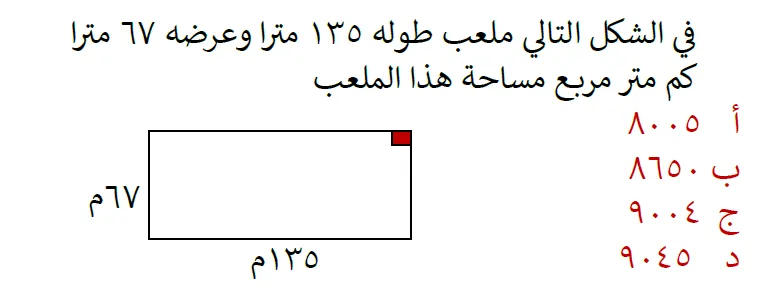 في الشكل التالي ملعب طوله ١٣٥ مترا وعرضه ٦٧ مترا
كم متر مربع مساحة هذا الملعب
أ ٨٠٠٥
ب ٨٦٥٠
ج ٩٠٠٤
د ٩٠٤٥
٦٧م
١٣٥م